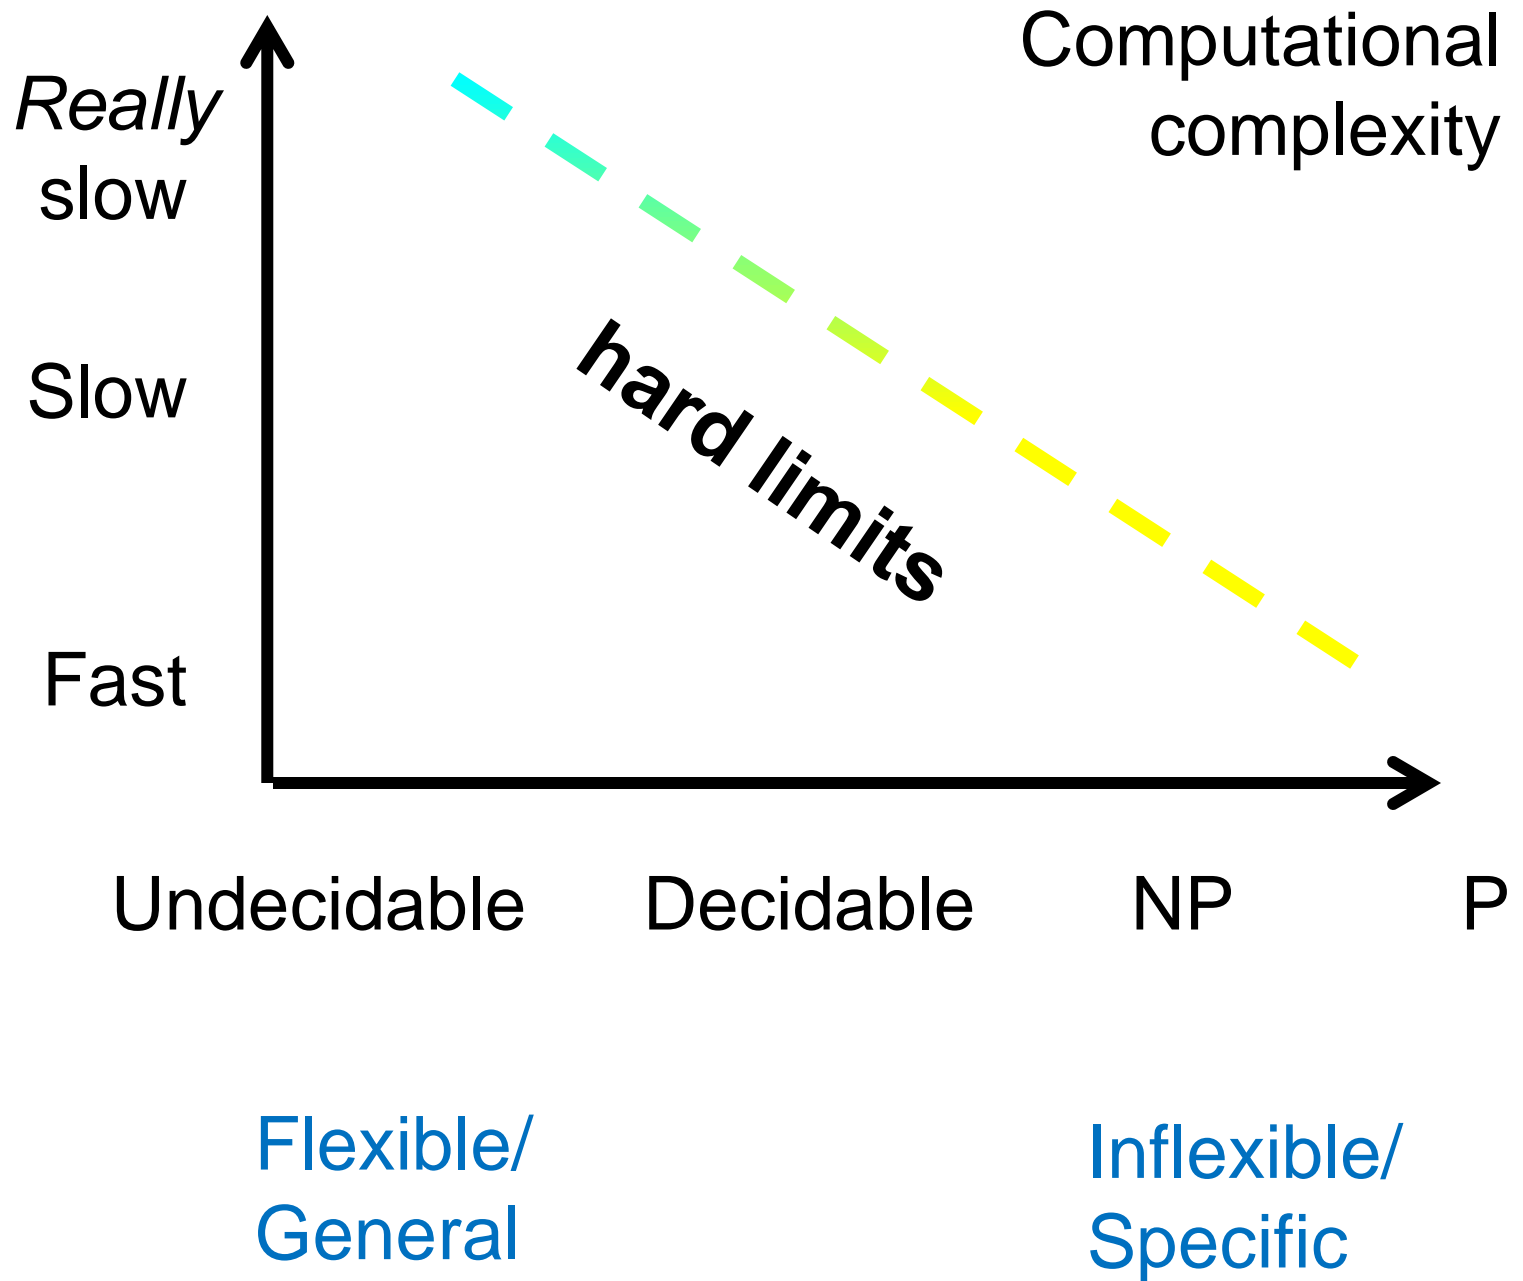 Computational
complexity
Really
slow
Slow
hard limits
Fast
Undecidable
Decidable
NP
P
Flexible/
General
Inflexible/
Specific